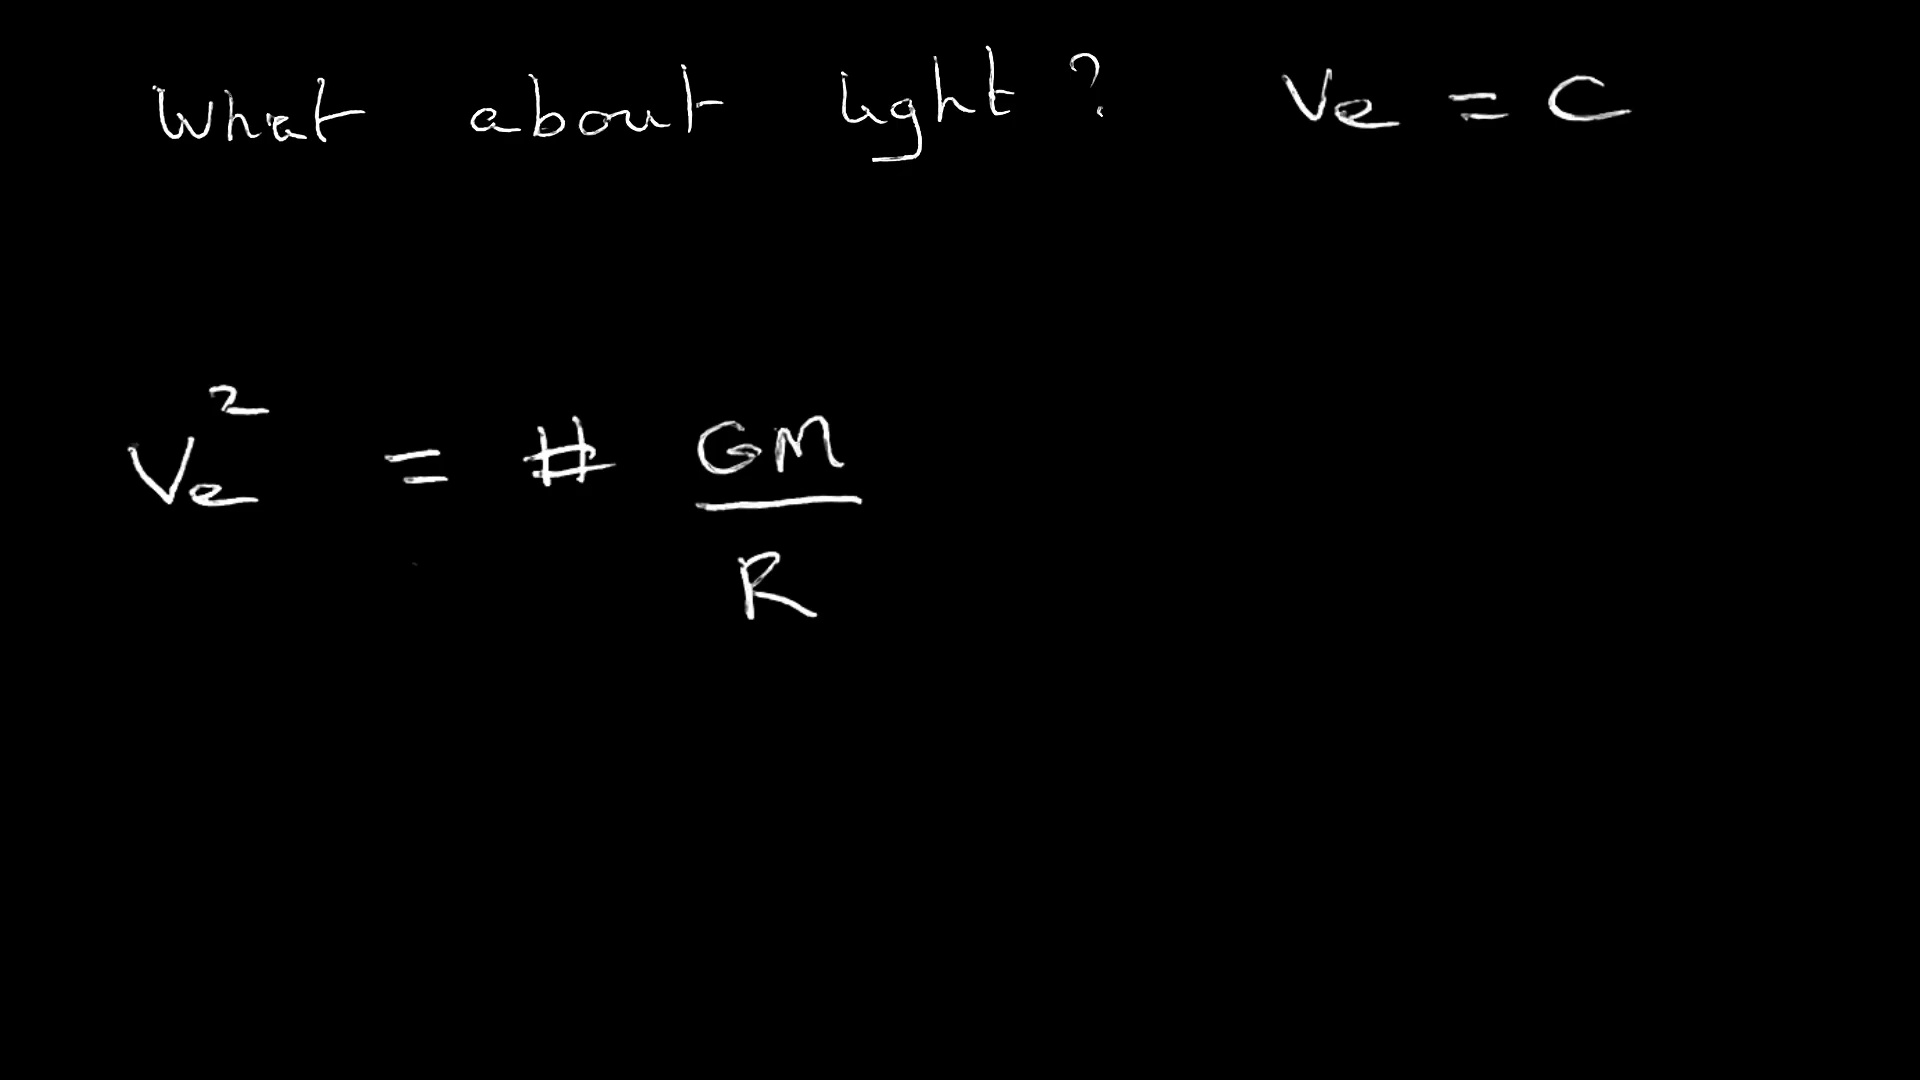 What about light? Ve = C
Ve² = # GM
R